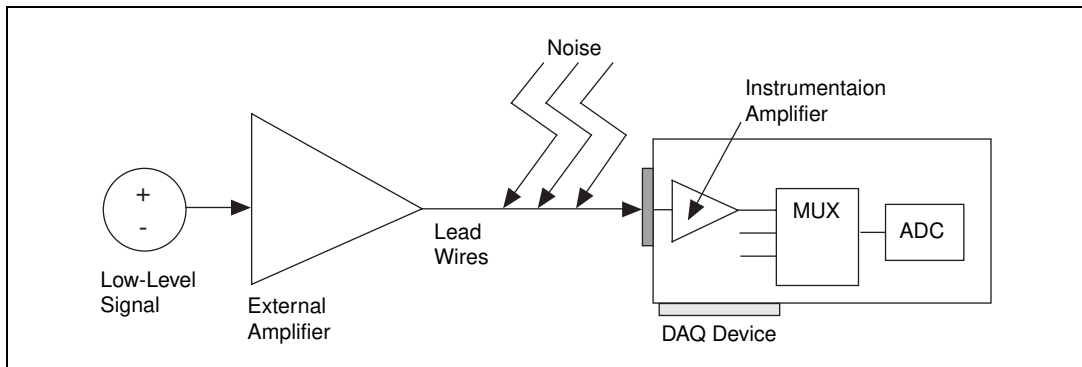 Noise
Instrumentaion
Amplifier
+
-
MUX
ADC
Lead
Wires
Low-Level
Signal
External
Amplifier
DAQ Device